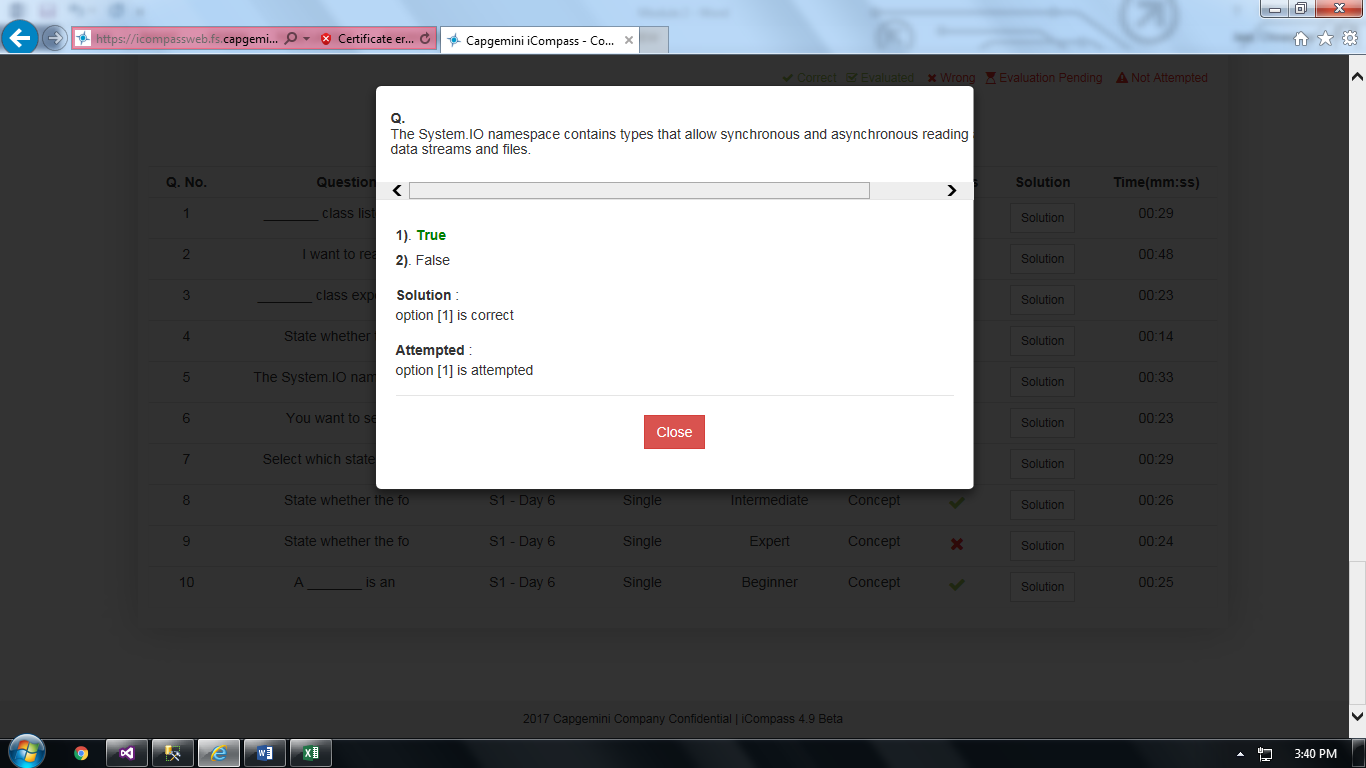 https://icompassweb.fs.capgemi...
Certificate er...
Capgemini iCompass - Co...
Correct Evaluated Wrong Evaluation Pending Not Attempted
Q.
The System.IO namespace contains types that allow synchronous and asynchronous reading
data streams and files.
Q. No. Question Solution Time(mm:ss)
1 _______ class list Solution 00:29
2 I want to rea Solution 00:48
3 _______ class exp Solution 00:23
4 State whether Solution 00:14
5 The System.IO nam Solution 00:33
6 You want to se Solution 00:23
7 Select which state Solution 00:29
1). True
2). False
Solution :
option [1] is correct
Attempted :
option [1] is attempted
Close
8 State whether the fo S1 - Day 6 Single Intermediate Concept Solution 00:26
9 State whether the fo S1 - Day 6 Single Expert Concept Solution 00:24
10 A _______ is an S1 - Day 6 Single Beginner Concept Solution 00:25
2017 Capgemini Company Confidential | iCompass 4.9 Beta
3:40 PM